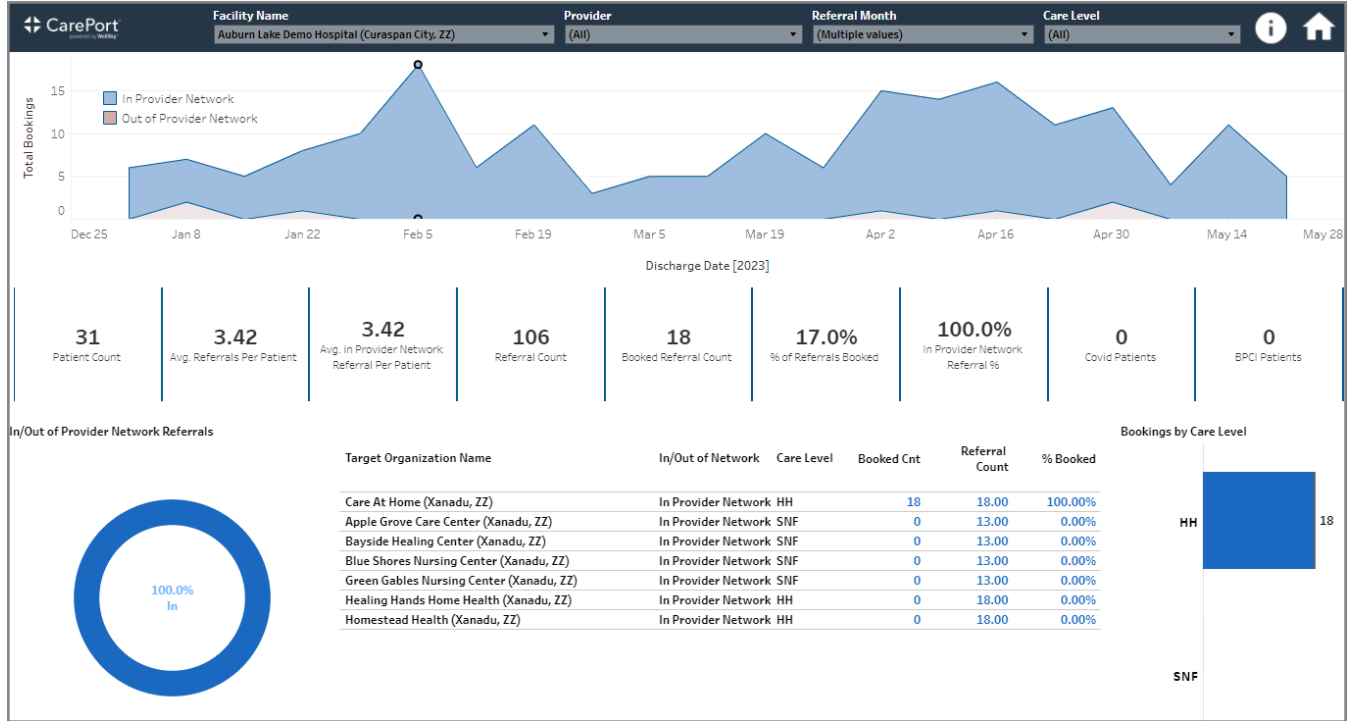 CarePort
powered by WellSky
Facility Name
Auburn Lake Demo Hospital (Curaspan City, ZZ)
Provider
(All)
Referral Month
(Multiple values)
Care Level
(All)
i
Total Bookings
15
10
5
0
In Provider Network
Out of Provider Network
Dec 25 Jan 8 Jan 22 Feb 5 Feb 19 Mar 5 Mar 19 Apr 2 Apr 16 Apr 30 May 14 May 28
Discharge Date [2023]
31
Patient Count
3.42
Avg. Referrals Per Patient
3.42
Avg. in Provider Network
Referral Per Patient
106
Referral Count
18
Booked Referral Count
17.0%
% of Referrals Booked
100.0%
In Provider Network
Referral %
0
Covid Patients
0
BPCI Patients
In/Out of Provider Network Referrals
100.0%
In
Target Organization Name In/Out of Network Care Level Booked Cnt Referral Count % Booked
Care At Home (Xanadu, ZZ) In Provider Network HH 18 18.00 100.00%
Apple Grove Care Center (Xanadu, ZZ) In Provider Network SNF 0 13.00 0.00%
Bayside Healing Center (Xanadu, ZZ) In Provider Network SNF 0 13.00 0.00%
Blue Shores Nursing Center (Xanadu, ZZ) In Provider Network SNF 0 13.00 0.00%
Green Gables Nursing Center (Xanadu, ZZ) In Provider Network SNF 0 13.00 0.00%
Healing Hands Home Health (Xanadu, ZZ) In Provider Network HH 0 18.00 0.00%
Homestead Health (Xanadu, ZZ) In Provider Network HH 0 18.00 0.00%
Bookings by Care Level
HH 18
SNF